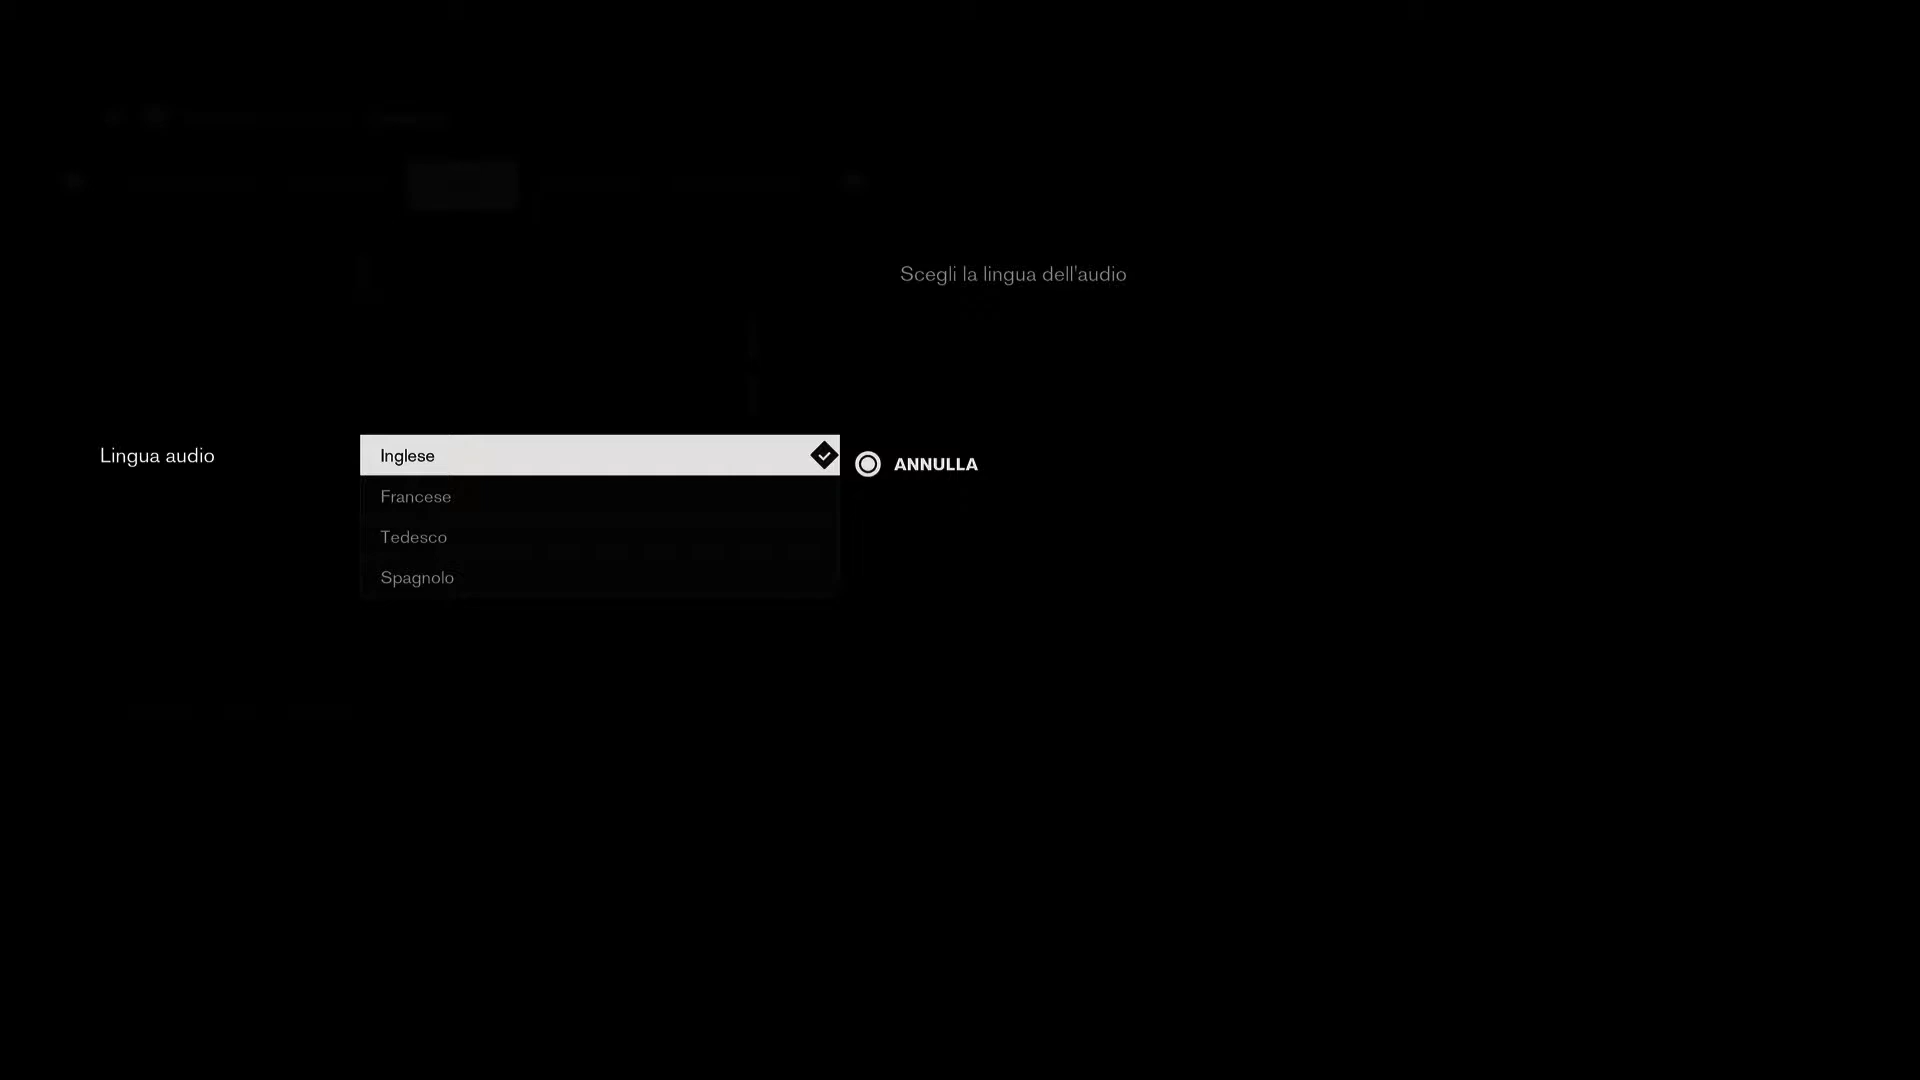 Scegli la lingua dell'audio
Lingua audio
Inglese
ANNULLA
Francese
Tedesco
Spagnolo